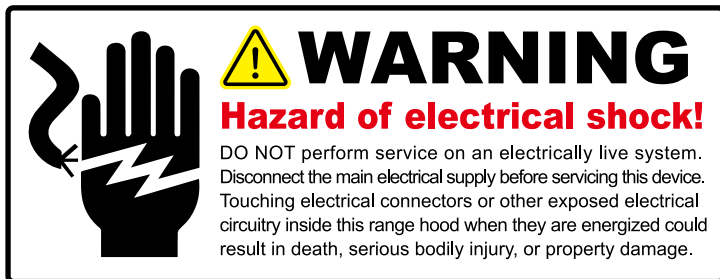 WARNING
Hazard of electrical shock!
DO NOT perform service on an electrically live system.
Disconnect the main electrical supply before servicing this device.
Touching electrical connectors or other exposed electrical
circuitry inside this range hood when they are energized could
result in death, serious bodily injury, or property damage.